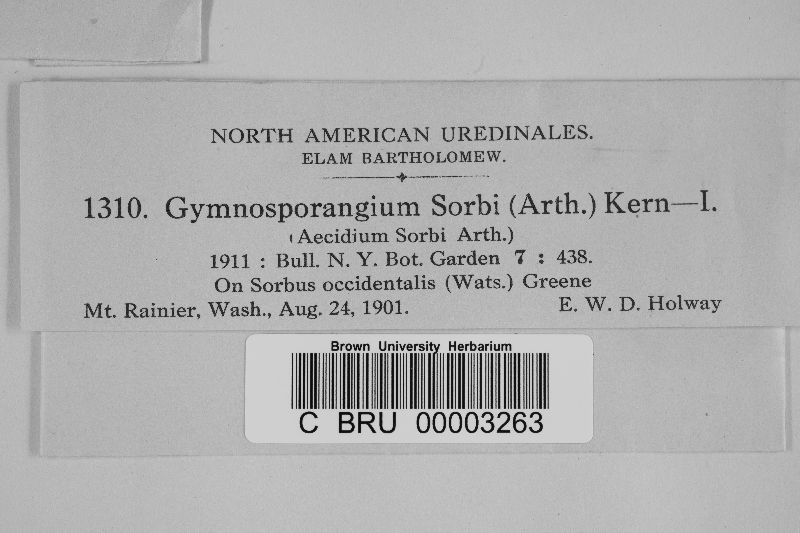 NORTH AMERICAN UREDINALES.
ELAM BARTHOLOMEW.
1310. Gymnosporangium Sorbi (Arth.) Kern—I.
(Aecidium Sorbi Arth.)
1911 : Bull. N. Y. Bot. Garden 7 : 438.
On Sorbus occidentalis (Wats.) Greene
Mt. Rainier, Wash., Aug. 24, 1901. E. W. D. Holway
Brown University Herbarium
C BRU 00003263